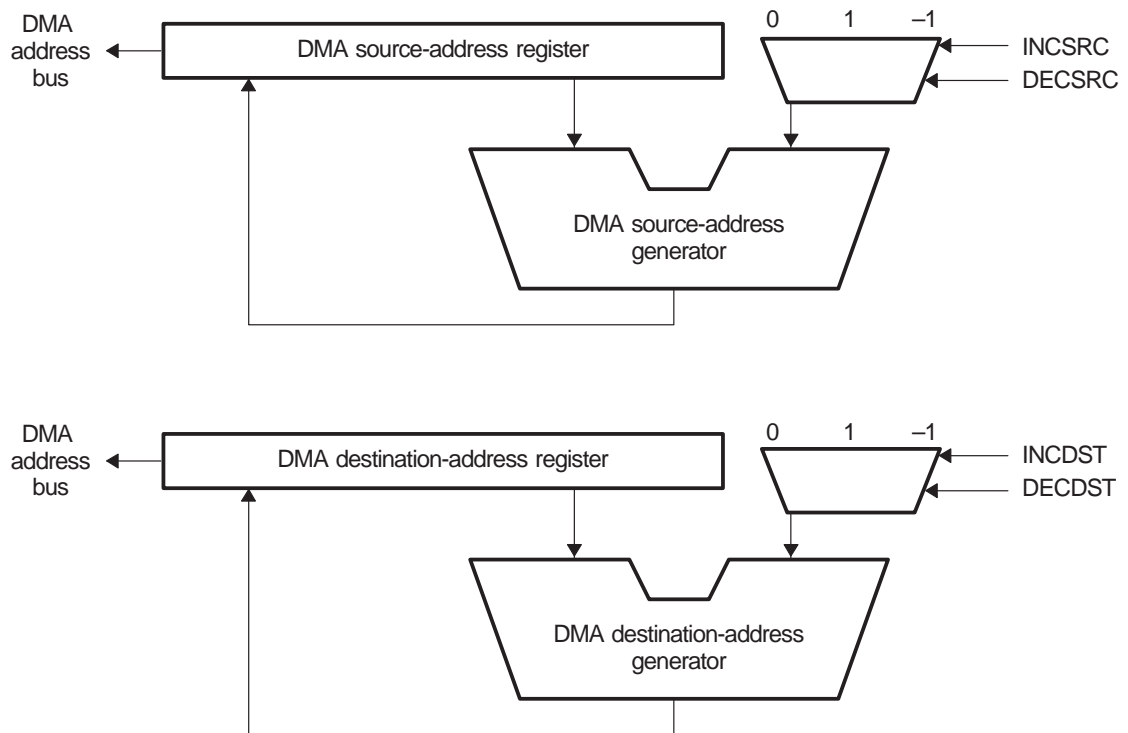 DMA
address
bus
DMA source-address register
0 1 –1
INCSRC
DECSRC
DMA source-address
generator
DMA
address
bus
DMA destination-address register
0 1 –1
INCDST
DECDST
DMA destination-address
generator